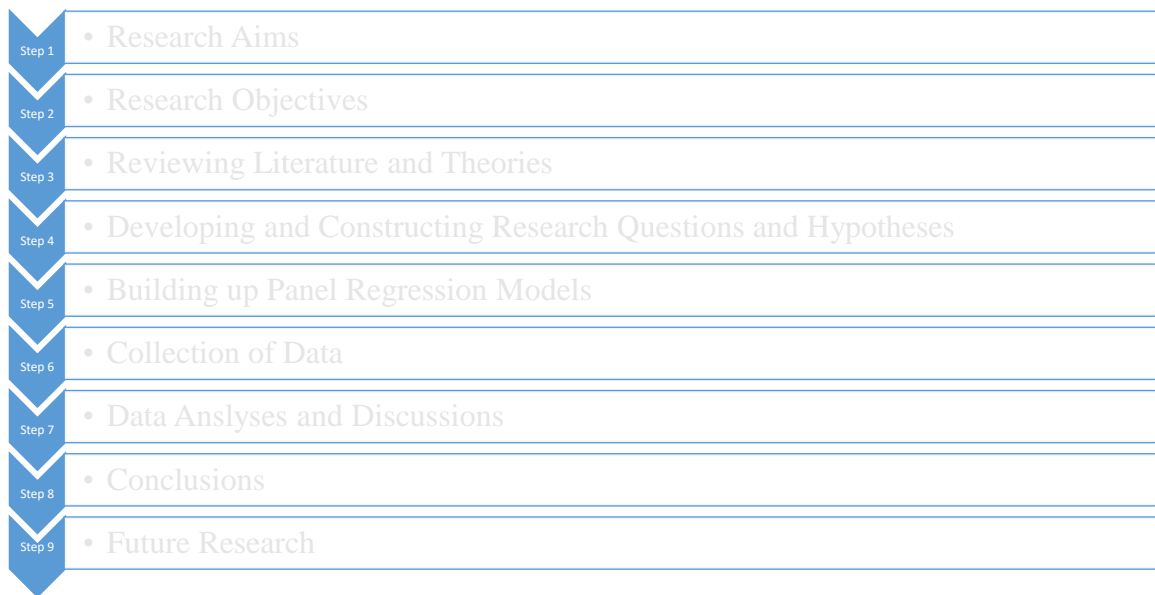 Step 1 • Research Aims
Step 2 • Research Objectives
Step 3 • Reviewing Literature and Theories
Step 4 • Developing and Constructing Research Questions and Hypotheses
Step 5 • Building up Panel Regression Models
Step 6 • Collection of Data
Step 7 • Data Anslyses and Discussions
Step 8 • Conclusions
Step 9 • Future Research